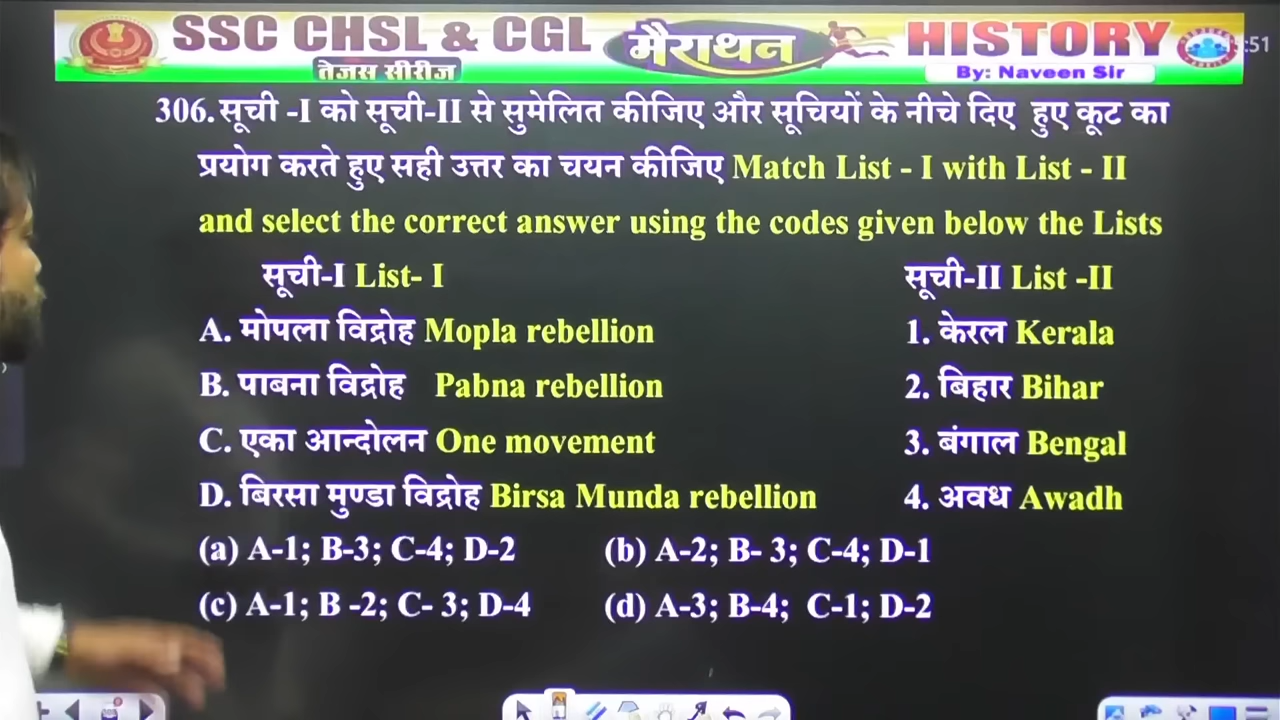 SSC CHSL & CGL मैराथन HISTORY
तेजस सीरीज By: Naveen Sir
:51
306. सूची -I को सूची-II से सुमेलित कीजिए और सूचियों के नीचे दिए हुए कूट का
प्रयोग करते हुए सही उत्तर का चयन कीजिए Match List - I with List - II
and select the correct answer using the codes given below the Lists
सूची-I List- I सूची-II List -II
A. मोपला विद्रोह Mopla rebellion 1. केरल Kerala
B. पाबना विद्रोह Pabna rebellion 2. बिहार Bihar
C. एका आन्दोलन One movement 3. बंगाल Bengal
D. बिरसा मुण्डा विद्रोह Birsa Munda rebellion 4. अवध Awadh
(a) A-1; B-3; C-4; D-2 (b) A-2; B- 3; C-4; D-1
(c) A-1; B -2; C- 3; D-4 (d) A-3; B-4; C-1; D-2